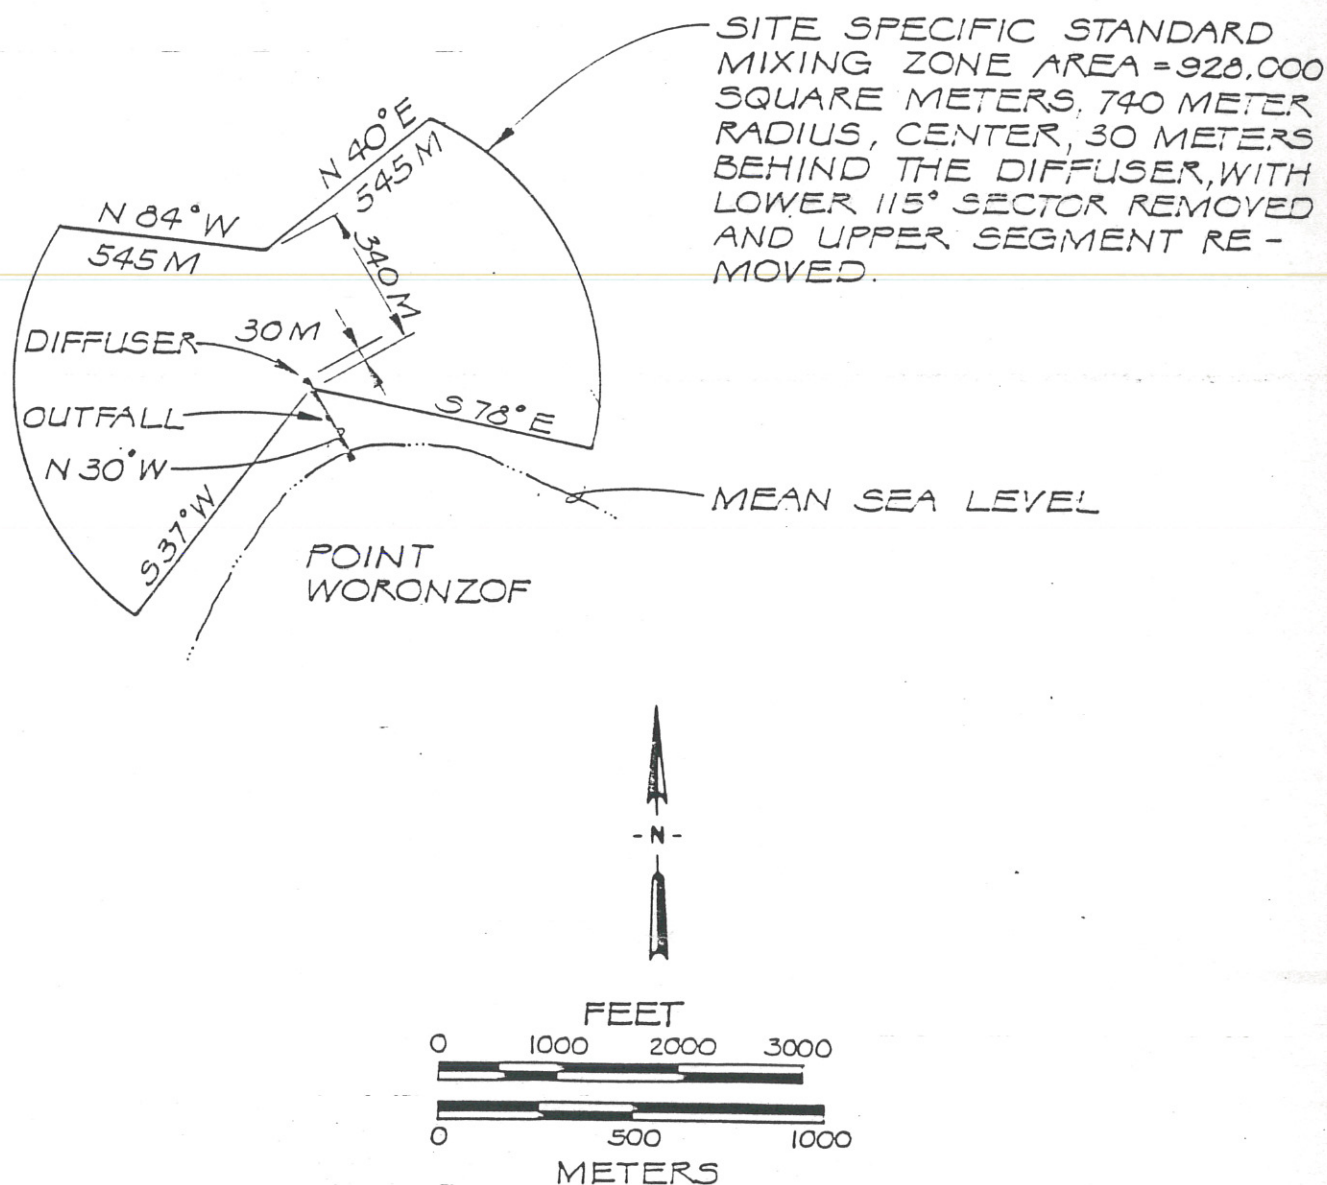 SITE SPECIFIC STANDARD
MIXING ZONE AREA = 928,000
SQUARE METERS, 740 METER
RADIUS, CENTER, 30 METERS
BEHIND THE DIFFUSER, WITH
LOWER 115° SECTOR REMOVED
AND UPPER SEGMENT RE-
MOVED.
N 40° E
545 M
N 84° W
545 M
340 M
30 M
DIFFUSER
OUTFALL
N 30° W
S 78° E
S 37° W
MEAN SEA LEVEL
POINT
WORONZOF
- N -
FEET
0 1000 2000 3000
0 500 1000
METERS